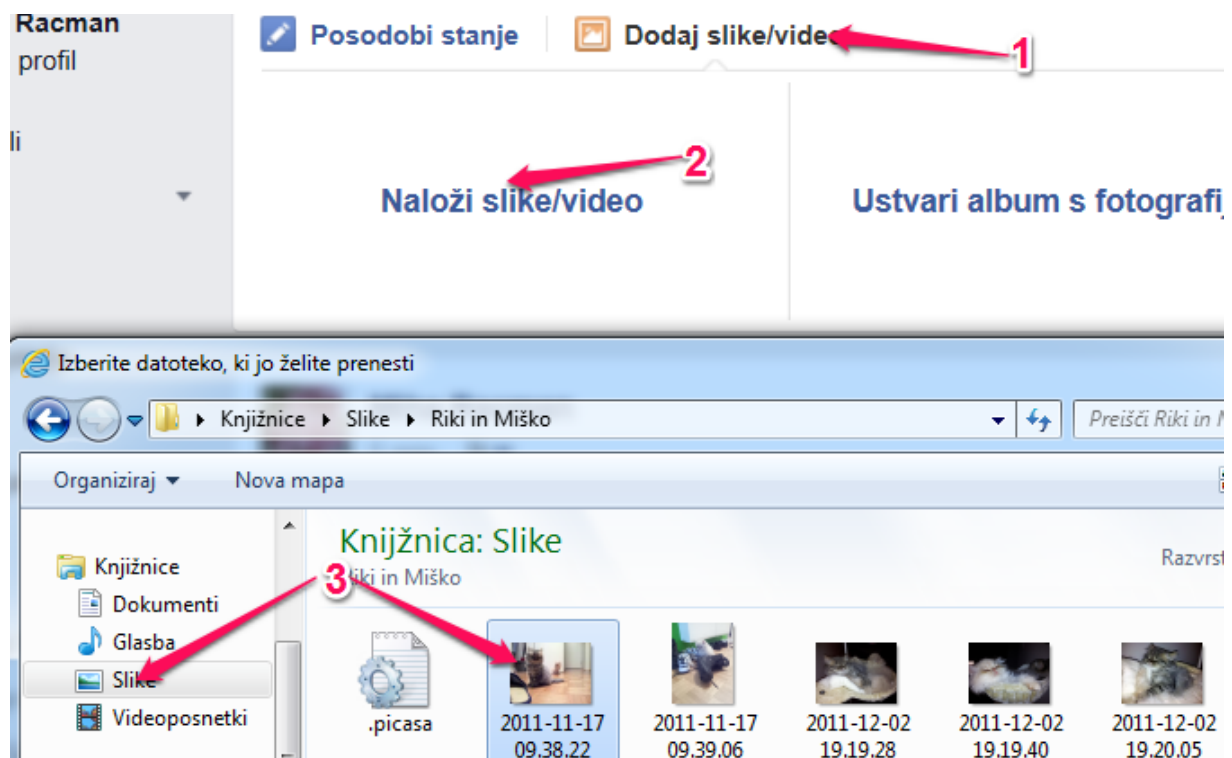 Racman
profil
li
Posodobi stanje
Dodaj slike/video
1
2
Naloži slike/video
Ustvari album s fotografij
Izberite datoteko, ki jo želite prenesti
Knjižnice Slike Riki in Miško
Preišči Riki in
Organiziraj
Nova mapa
Knjižnice
Dokumenti
Glasba
Slike
Videoposnetki
Knjižnica: Slike
Riki in Miško
3
Razvrst
.picasa
2011-11-17
09.38.22
2011-11-17
09.39.06
2011-12-02
19.19.28
2011-12-02
19.19.40
2011-12-02
19.20.05